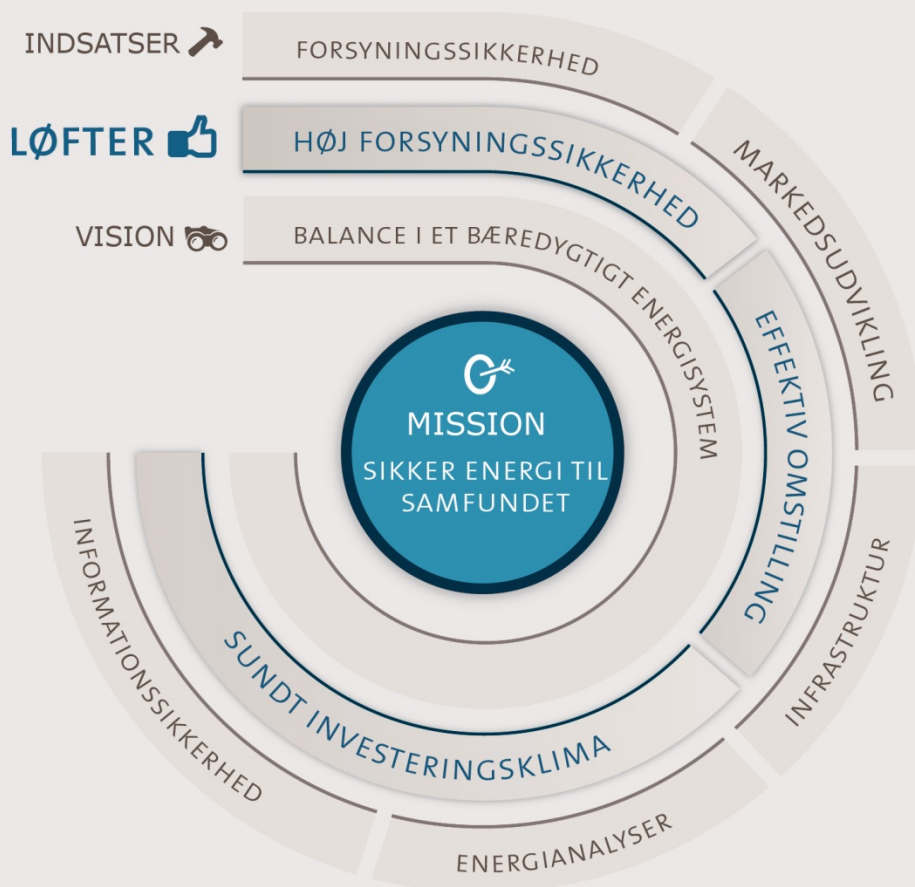 INDSATSER
FORSYNINGSSIKKERHED
MARKEDSUDVIKLING
INFRASTRUKTUR
ENERGIANALYSER
INFORMATIONSSIKKERHED
LØFTER
HØJ FORSYNINGSSIKKERHED
EFFEKTIV OMSTILLING
SUNDT INVESTERINGSKLIMA
VISION
BALANCE I ET BÆREDYGTIGT ENERGISYSTEM
MISSION
SIKKER ENERGI TIL
SAMFUNDET